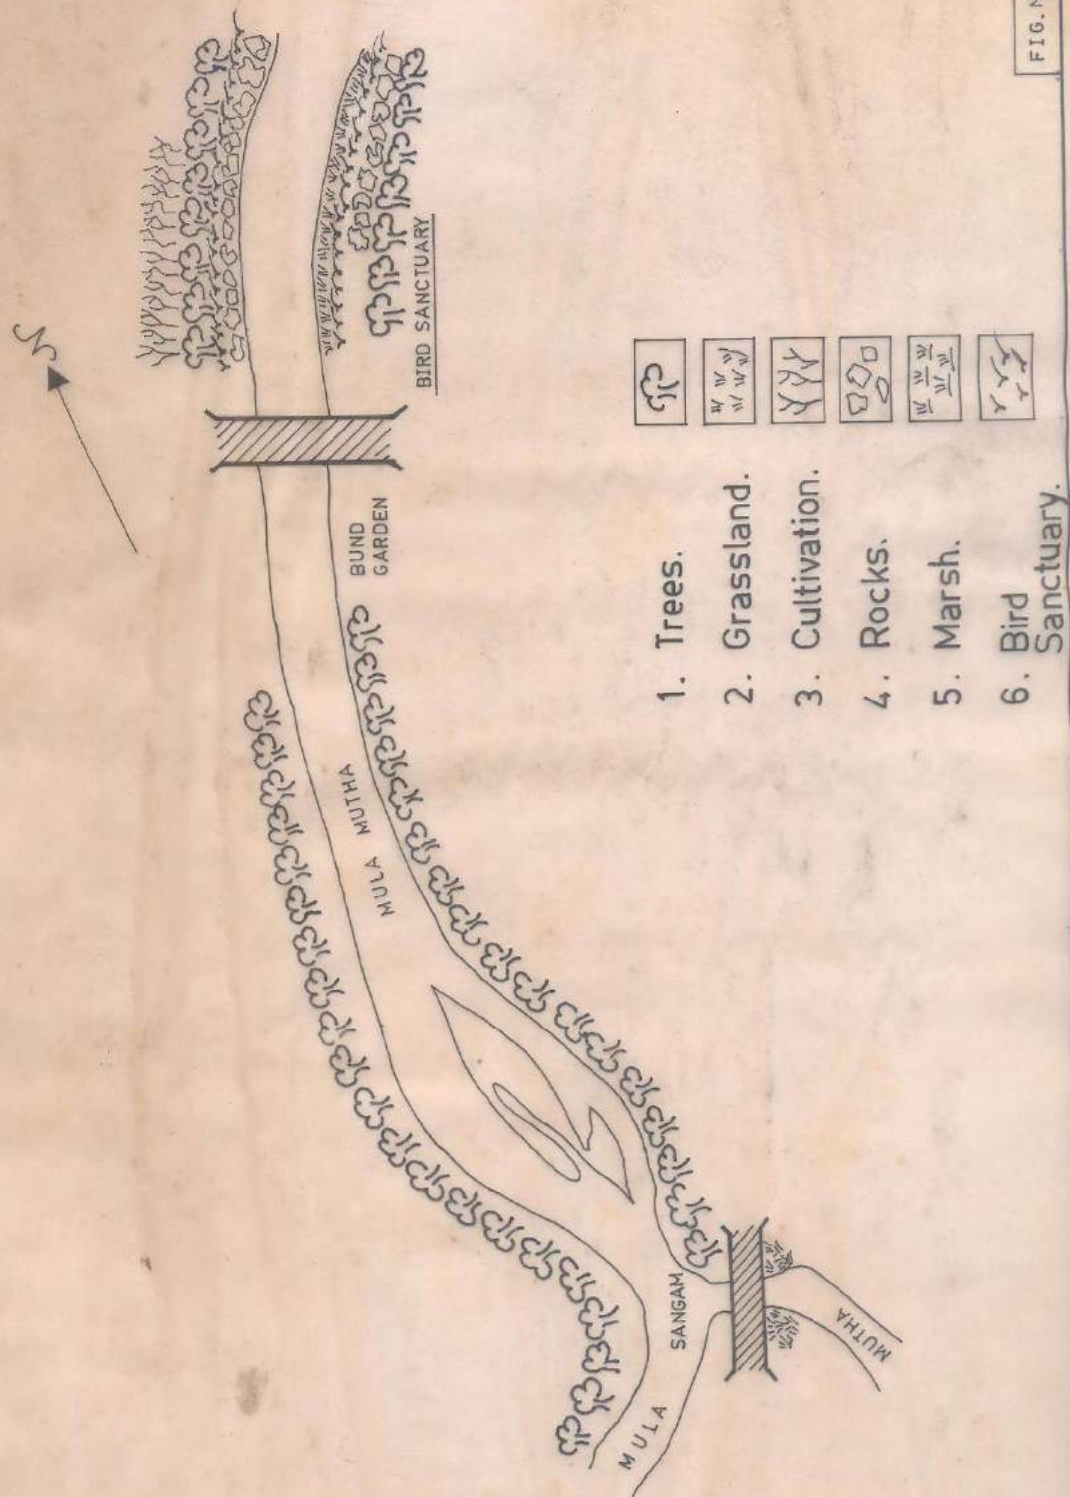 N
BIRD SANCTUARY
BUND
GARDEN
MULA MUTHA
SANGAM
MULA
MUTHA
1. Trees.
2. Grassland.
3. Cultivation.
4. Rocks.
5. Marsh.
6. Bird
Sanctuary.
FIG.